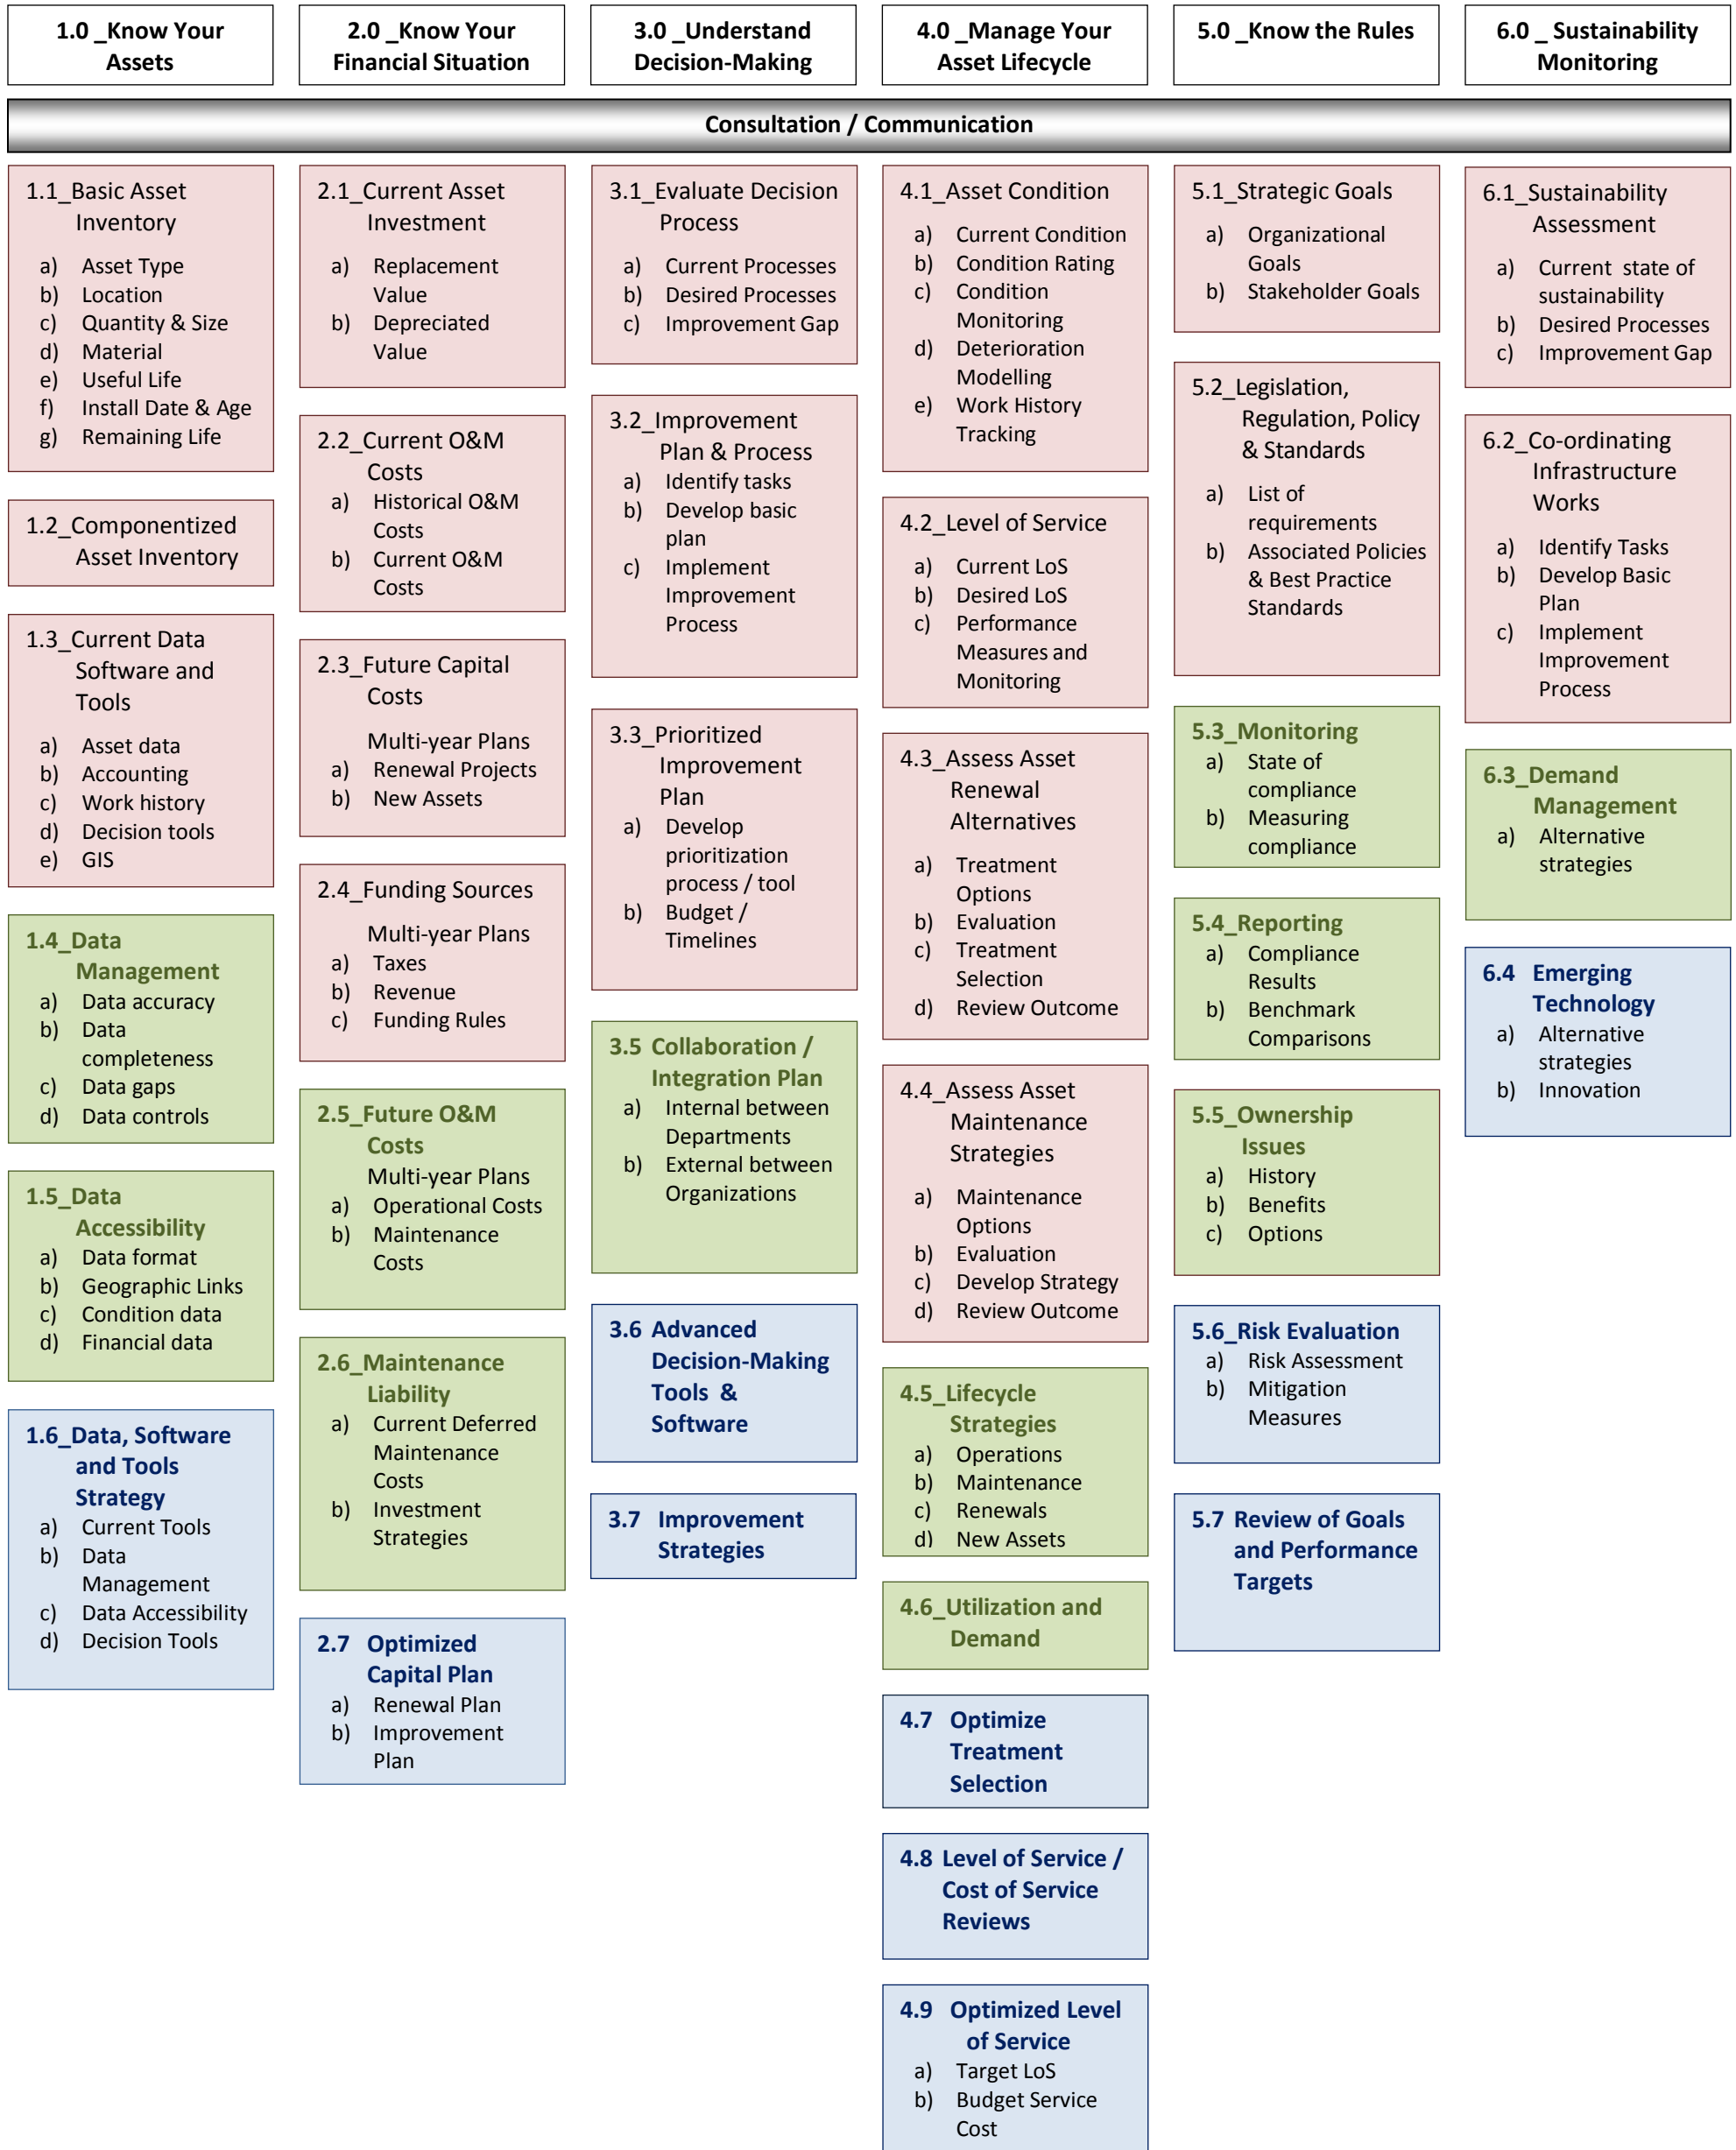 1.0 _Know Your
Assets
2.0 _Know Your
Financial Situation
3.0 _Understand
Decision-Making
4.0 _Manage Your
Asset Lifecycle
5.0 _Know the Rules
6.0 _ Sustainability
Monitoring
Consultation / Communication
1.1_Basic Asset
Inventory
a) Asset Type
b) Location
c) Quantity & Size
d) Material
e) Useful Life
f) Install Date & Age
g) Remaining Life
1.2_Componentized
Asset Inventory
1.3_Current Data
Software and
Tools
a) Asset data
b) Accounting
c) Work history
d) Decision tools
e) GIS
1.4_Data
Management
a) Data accuracy
b) Data
completeness
c) Data gaps
d) Data controls
1.5_Data
Accessibility
a) Data format
b) Geographic Links
c) Condition data
d) Financial data
1.6_Data, Software
and Tools
Strategy
a) Current Tools
b) Data
Management
c) Data Accessibility
d) Decision Tools
2.1_Current Asset
Investment
a) Replacement
Value
b) Depreciated
Value
2.2_Current O&M
Costs
a) Historical O&M
Costs
b) Current O&M
Costs
2.3_Future Capital
Costs
Multi-year Plans
a) Renewal Projects
b) New Assets
2.4_Funding Sources
Multi-year Plans
a) Taxes
b) Revenue
c) Funding Rules
2.5_Future O&M
Costs
Multi-year Plans
a) Operational Costs
b) Maintenance
Costs
2.6_Maintenance
Liability
a) Current Deferred
Maintenance
Costs
b) Investment
Strategies
2.7 Optimized
Capital Plan
a) Renewal Plan
b) Improvement
Plan
3.1_Evaluate Decision
Process
a) Current Processes
b) Desired Processes
c) Improvement Gap
3.2_Improvement
Plan & Process
a) Identify tasks
b) Develop basic
plan
c) Implement
Improvement
Process
3.3_Prioritized
Improvement
Plan
a) Develop
prioritization
process / tool
b) Budget /
Timelines
3.5 Collaboration /
Integration Plan
a) Internal between
Departments
b) External between
Organizations
3.6 Advanced
Decision-Making
Tools &
Software
3.7 Improvement
Strategies
4.1_Asset Condition
a) Current Condition
b) Condition Rating
c) Condition
Monitoring
d) Deterioration
Modelling
e) Work History
Tracking
4.2_Level of Service
a) Current LoS
b) Desired LoS
c) Performance
Measures and
Monitoring
4.3_Assess Asset
Renewal
Alternatives
a) Treatment
Options
b) Evaluation
c) Treatment
Selection
d) Review Outcome
4.4_Assess Asset
Maintenance
Strategies
a) Maintenance
Options
b) Evaluation
c) Develop Strategy
d) Review Outcome
4.5_Lifecycle
Strategies
a) Operations
b) Maintenance
c) Renewals
d) New Assets
4.6_Utilization and
Demand
4.7 Optimize
Treatment
Selection
4.8 Level of Service /
Cost of Service
Reviews
4.9 Optimized Level
of Service
a) Target LoS
b) Budget Service
Cost
5.1_Strategic Goals
a) Organizational
Goals
b) Stakeholder Goals
5.2_Legislation,
Regulation, Policy
& Standards
a) List of
requirements
b) Associated Policies
& Best Practice
Standards
5.3_Monitoring
a) State of
compliance
b) Measuring
compliance
5.4_Reporting
a) Compliance
Results
b) Benchmark
Comparisons
5.5_Ownership
Issues
a) History
b) Benefits
c) Options
5.6_Risk Evaluation
a) Risk Assessment
b) Mitigation
Measures
5.7 Review of Goals
and Performance
Targets
6.1_Sustainability
Assessment
a) Current state of
sustainability
b) Desired Processes
c) Improvement Gap
6.2_Co-ordinating
Infrastructure
Works
a) Identify Tasks
b) Develop Basic
Plan
c) Implement
Improvement
Process
6.3_Demand
Management
a) Alternative
strategies
6.4 Emerging
Technology
a) Alternative
strategies
b) Innovation